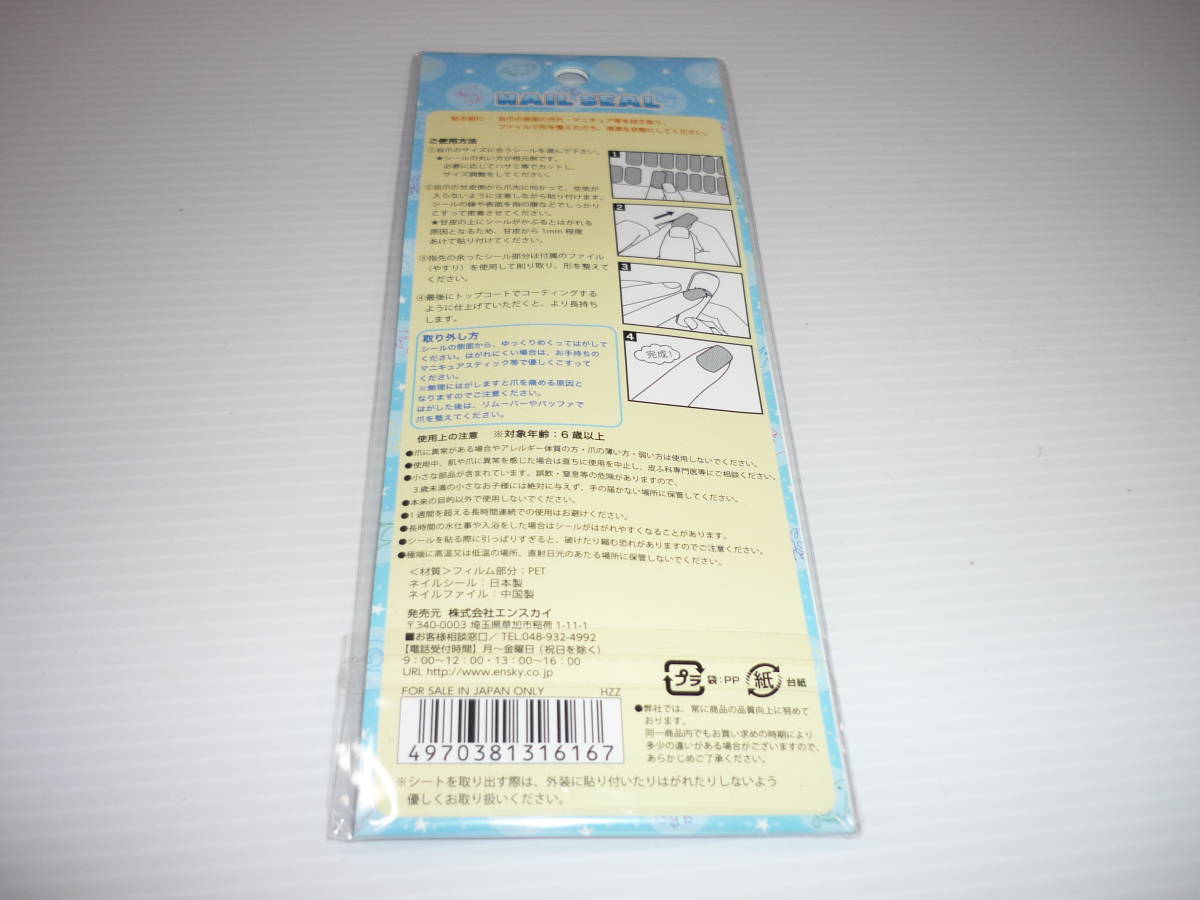 NAIL SEAL
貼る前に… 自爪の表面の汚れ・マニキュア等を拭き取り、
ファイルで形を整えたのち、清潔な状態にしてください。
ご使用方法
①自爪のサイズに合うシールを選んで下さい。
★シールの丸い方が根元側です。
必要に応じてハサミ等でカットし、
サイズ調整をしてください。
②自爪の甘皮側から爪先に向かって、空気が
入らないように注意しながら貼り付けます。
シールの縁や表面を指の腹などでしっかり
こすって密着させてください。
★甘皮の上にシールがかぶるとはがれる
原因となるため、甘皮から1mm程度
あけて貼り付けてください。
③指先の余ったシール部分は付属のファイル
(やすり)を使用して削り取り、形を整えて
ください。
④最後にトップコートでコーティングする
ように仕上げていただくと、より長持ち
します。
1
2
3
4
完成!
取り外し方
シールの側面から、ゆっくりめくってはがして
ください。はがれにくい場合は、お手持ちの
マニキュアスティック等で優しくこすって
ください。
※無理にはがしますと爪を痛める原因と
なりますのでご注意ください。
はがした後は、リムーバーやバッファで
爪を整えてください。
使用上の注意 ※対象年齢:6歳以上
●爪に異常がある場合やアレルギー体質の方・爪の薄い方・弱い方は使用しないでください。
●使用中、肌や爪に異常を感じた場合は直ちに使用を中止し、皮ふ科専門医等にご相談ください。
●小さな部品が含まれています。誤飲・窒息等の危険がありますので、
3歳未満の小さなお子様には絶対に与えず、手の届かない場所に保管してください。
●本来の目的以外で使用しないでください。
●1週間を超える長時間連続での使用はお避けください。
●長時間の水仕事や入浴をした場合はシールがはがれやすくなることがあります。
●シールを貼る際に引っぱりすぎると、破けたり縮む恐れがありますのでご注意ください。
●極端に高温又は低温の場所、直射日光のあたる場所に保管しないでください。
<材質>フィルム部分:PET
ネイルシール:日本製
ネイルファイル:中国製
発売元 株式会社エンスカイ
〒340-0003 埼玉県草加市稲荷1-11-1
■お客様相談窓口/TEL.048-932-4992
【電話受付時間】月~金曜日(祝日を除く)
9:00~12:00・13:00~16:00
URL http://www.ensky.co.jp
プラ 袋:PP 紙 台紙
FOR SALE IN JAPAN ONLY HZZ
4970381316167
●弊社では、常に商品の品質向上に努めて
おります。
同一商品内でもお買い求めの時期により
多少の違いがある場合がございますので、
あらかじめご了承ください。
※シートを取り出す際は、外装に貼り付いたりはがれたりしないよう
優しくお取り扱いください。